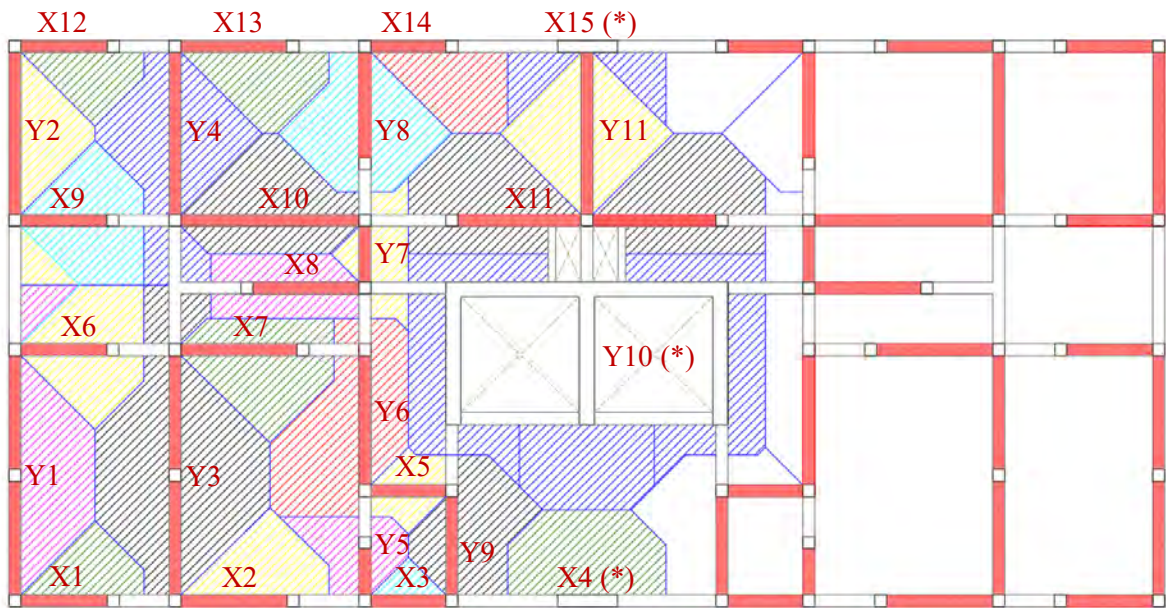 X12 X13 X14 X15 (*)
Y2 Y4 Y8 Y11
X9 X10 X11
X8 Y7
X6 X7 Y10 (*)
Y6
Y1 Y3 X5
Y5 Y9
X1 X2 X3 X4 (*)